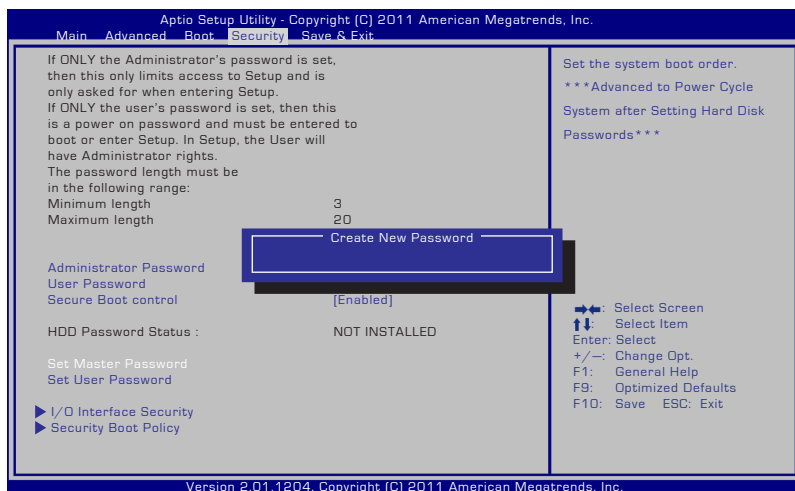 Aptio Setup Utility - Copyright (C) 2011 American Megatrends, Inc.
Main Advanced Boot Security Save & Exit
If ONLY the Administrator's password is set,
then this only limits access to Setup and is
only asked for when entering Setup.
If ONLY the user's password is set, then this
is a power on password and must be entered to
boot or enter Setup. In Setup, the User will
have Administrator rights.
The password length must be
in the following range:
Minimum length 3
Maximum length 20
Create New Password
Administrator Password
User Password
Secure Boot control [Enabled]
HDD Password Status : NOT INSTALLED
Set Master Password
Set User Password
I/O Interface Security
Security Boot Policy
Set the system boot order.
***Advanced to Power Cycle
System after Setting Hard Disk
Passwords***
: Select Screen
: Select Item
Enter: Select
+/—: Change Opt.
F1: General Help
F9: Optimized Defaults
F10: Save ESC: Exit
Version 2.01.1204. Copyright (C) 2011 American Megatrends, Inc.